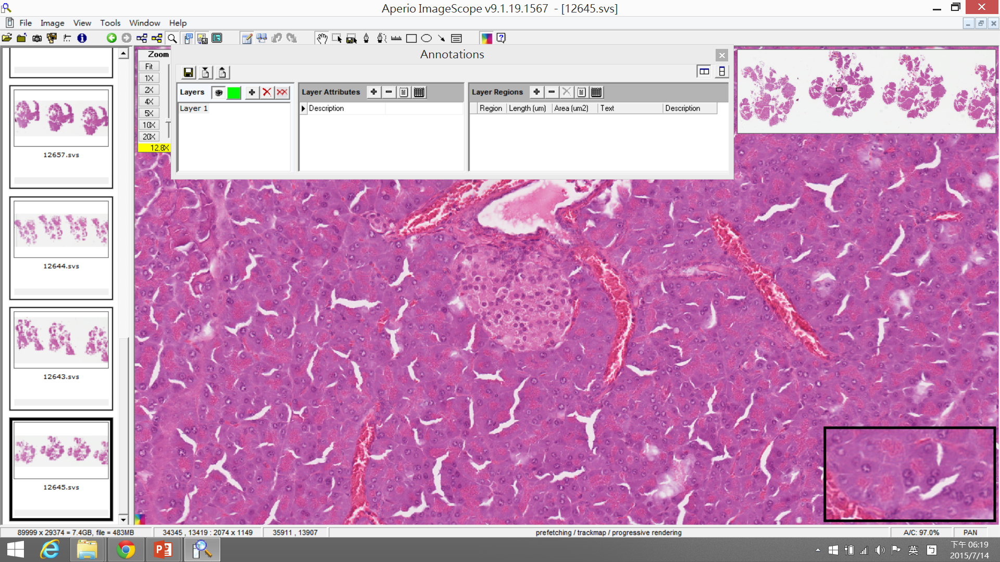 Aperio ImageScope v9.1.19.1567 - [12645.svs]
File Image View Tools Window Help
Zoom
Fit
1X
2X
4X
5X
10X
20X
12.8X
Annotations
Layers
Layer 1
Layer Attributes
Description
Layer Regions
Region Length (um) Area (um2) Text Description
12657.svs
12644.svs
12643.svs
12645.svs
89999 x 29374 = 7.4GB, file = 483MB
34345 , 13419 : 2074 x 1149
35911 , 13907
prefetching / trackmap / progressive rendering
A/C: 97.0%
PAN
英
ㄅ
下午 06:19
2015/7/14